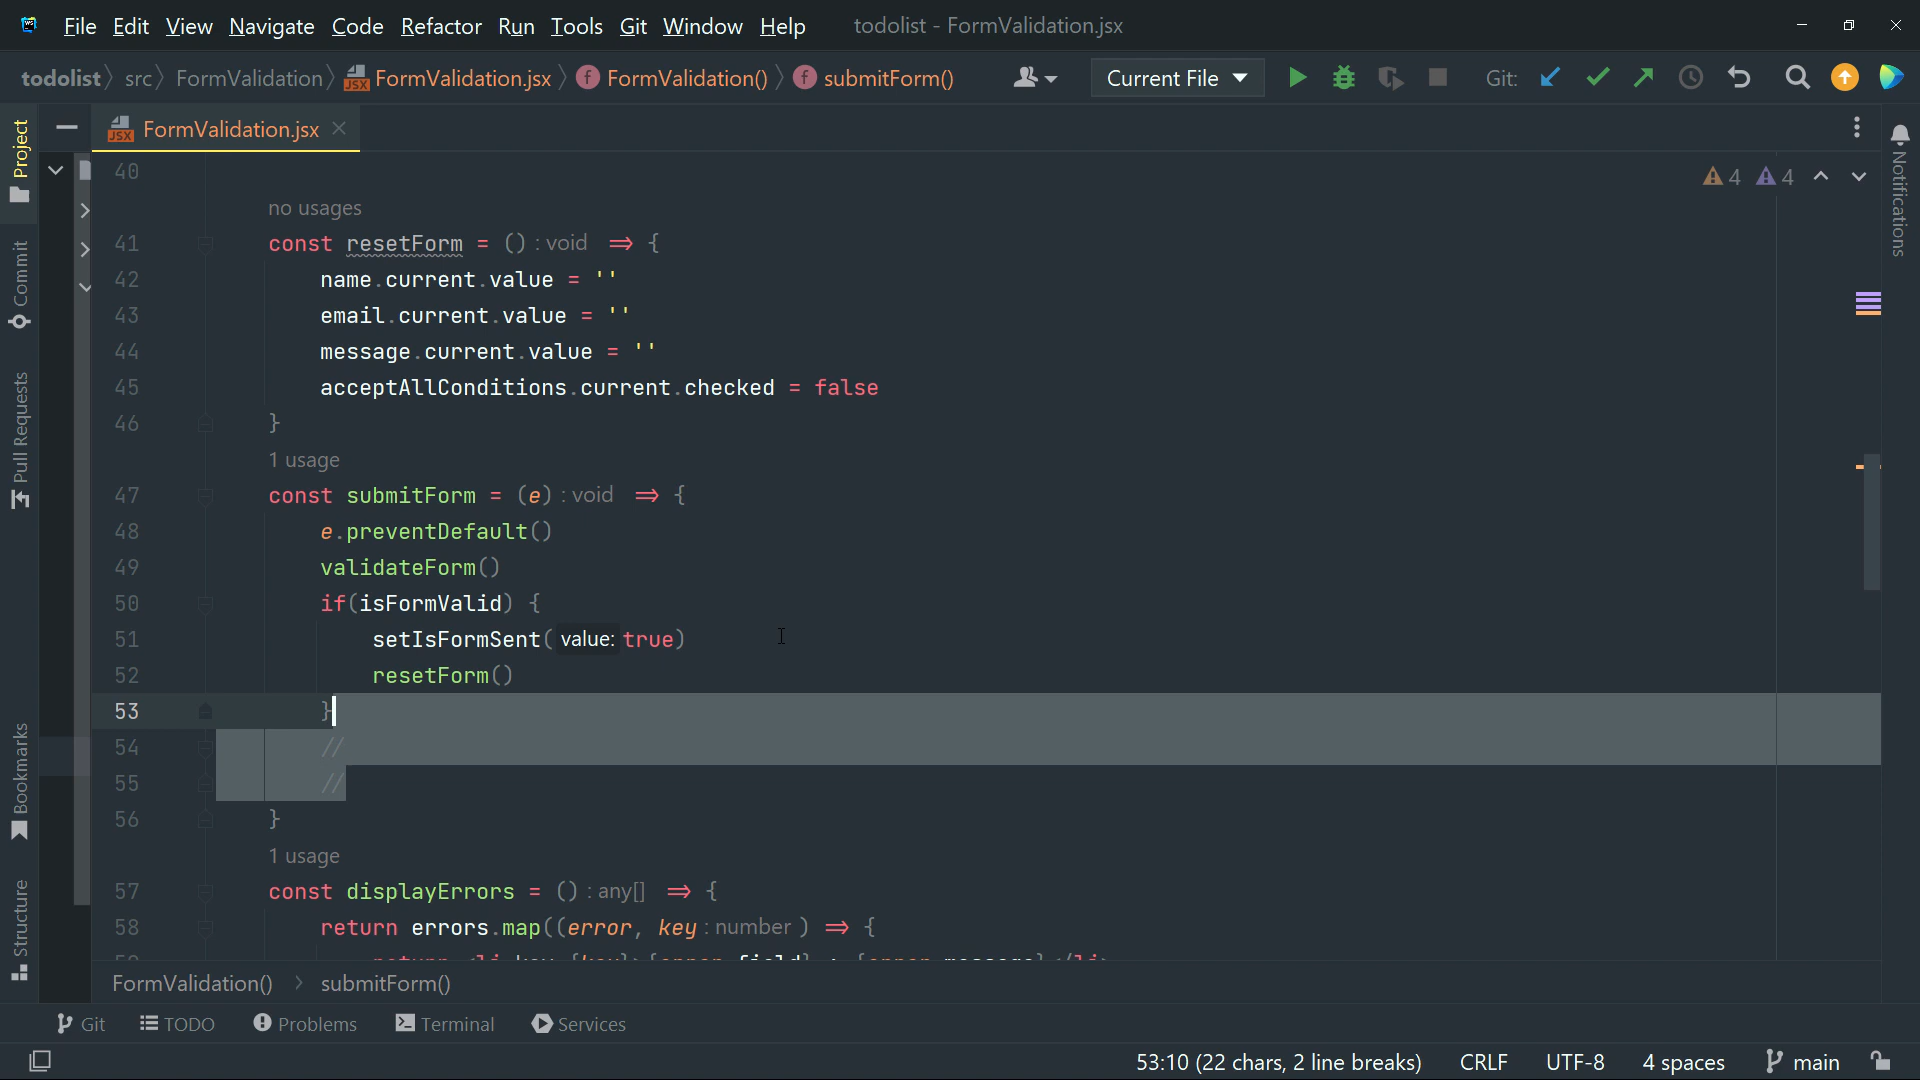 File Edit View Navigate Code Refactor Run Tools Git Window Help todolist - FormValidation.jsx
todolist src FormValidation JSX FormValidation.jsx f FormValidation() f submitForm() Current File Git:
JSX FormValidation.jsx
Project
Commit
Pull Requests
Bookmarks
Structure
Notifications
40 4 4
no usages
41 const resetForm = () : void => {
42 name.current.value = ''
43 email.current.value = ''
44 message.current.value = ''
45 acceptAllConditions.current.checked = false
46 }
1 usage
47 const submitForm = (e) : void => {
48 e.preventDefault()
49 validateForm()
50 if(isFormValid) {
51 setIsFormSent( value: true)
52 resetForm()
53 }
54 //
55 //
56 }
1 usage
57 const displayErrors = () : any[] => {
58 return errors.map((error, key : number ) => {
FormValidation() > submitForm()
Git TODO Problems Terminal Services
53:10 (22 chars, 2 line breaks) CRLF UTF-8 4 spaces main